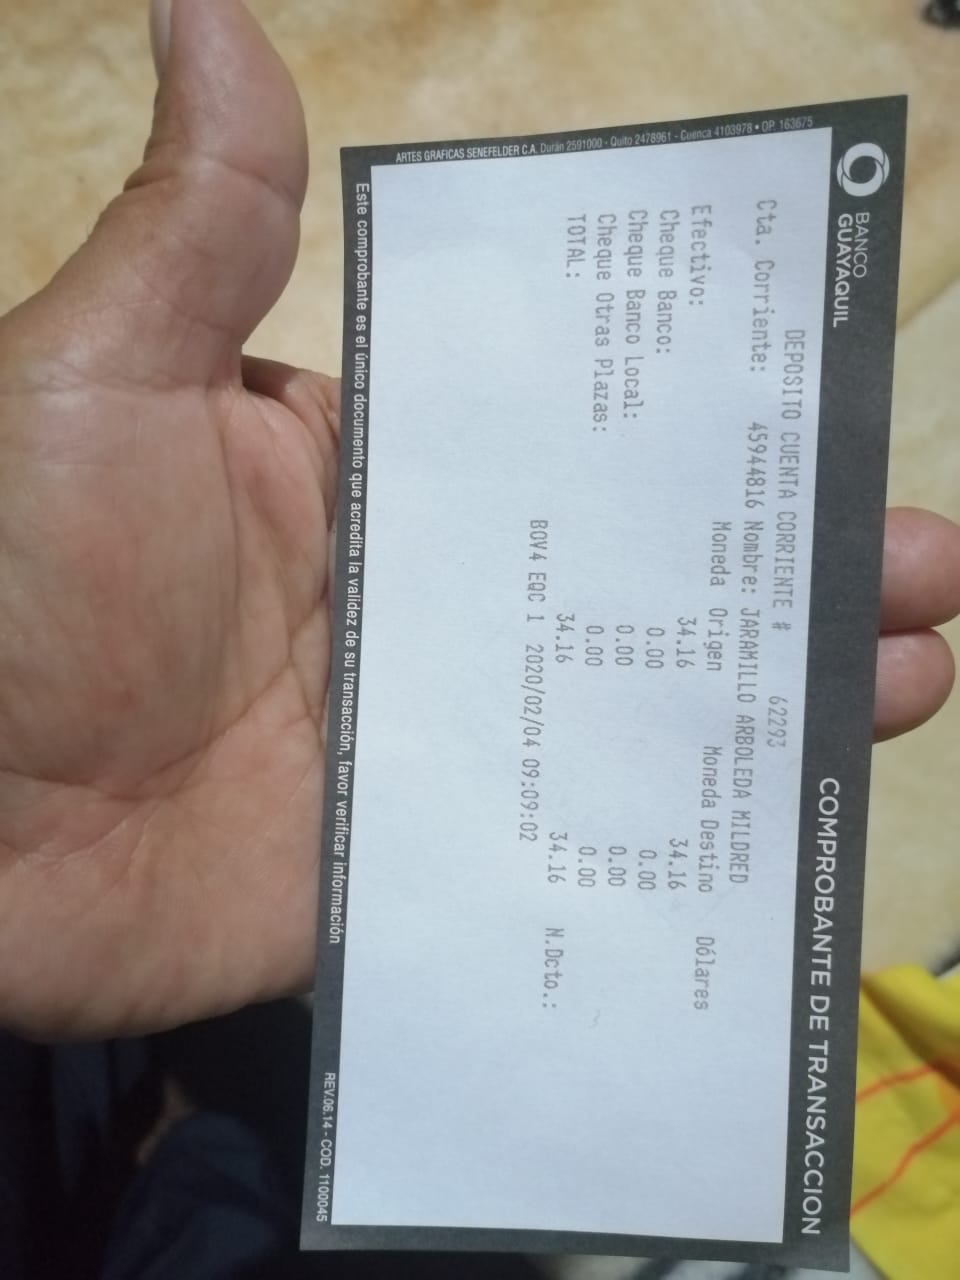 BANCO
GUAYAQUIL
COMPROBANTE DE TRANSACCION
DEPOSITO CUENTA CORRIENTE # 62293
Cta. Corriente: 45944816 Nombre: JARAMILLO ARBOLEDA MILDRED
Moneda Origen Moneda Destino Dólares
Efectivo: 34.16 34.16
Cheque Banco: 0.00 0.00
Cheque Banco Local: 0.00 0.00
Cheque Otras Plazas: 0.00 0.00
TOTAL: 34.16 34.16 N.Dcto.:
BOV4 EQC 1 2020/02/04 09:09:02
Este comprobante es el único documento que acredita la validez de su transacción, favor verificar información
REV.06.14 - COD. 1100045
ARTES GRAFICAS SENEFELDER C.A. Durán 2591000 - Quito 2478961 - Cuenca 4103978 • OP. 163675